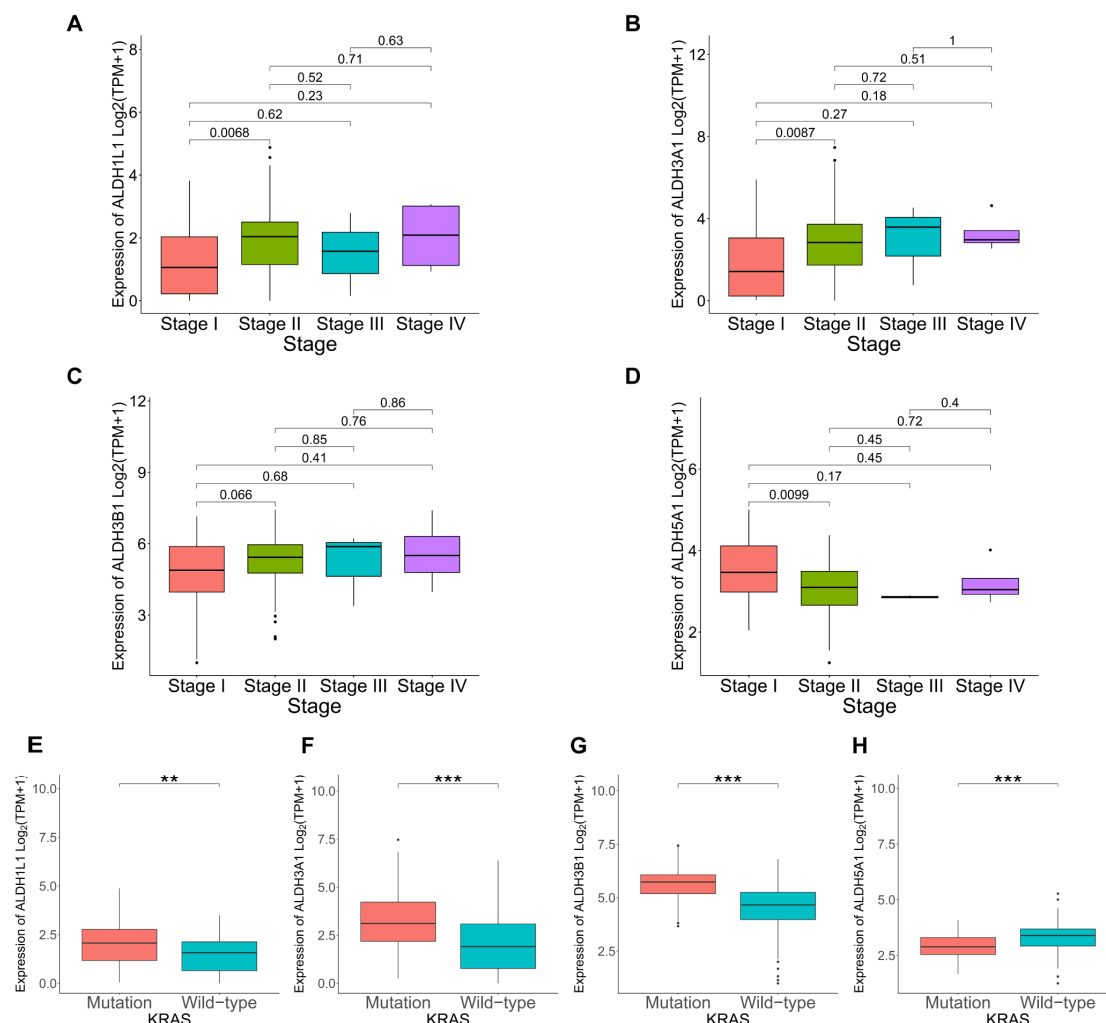 A
Expression of ALDH1L1 Log2(TPM+1)
8
6
4
2
0
0.63
0.71
0.52
0.23
0.62
0.0068
Stage I
Stage II
Stage III
Stage IV
Stage
B
Expression of ALDH3A1 Log2(TPM+1)
12
8
4
0
1
0.51
0.72
0.18
0.27
0.0087
Stage I
Stage II
Stage III
Stage IV
Stage
C
Expression of ALDH3B1 Log2(TPM+1)
12
9
6
3
0.86
0.76
0.85
0.41
0.68
0.066
Stage I
Stage II
Stage III
Stage IV
Stage
D
Expression of ALDH5A1 Log2(TPM+1)
6
4
2
0.4
0.72
0.45
0.45
0.17
0.0099
Stage I
Stage II
Stage III
Stage IV
Stage
E
Expression of ALDH1L1 Log₂(TPM+1)
10.0
7.5
5.0
2.5
0.0
**
Mutation
Wild−type
KRAS
F
Expression of ALDH3A1 Log₂(TPM+1)
10.0
7.5
5.0
2.5
0.0
***
Mutation
Wild−type
KRAS
G
Expression of ALDH3B1 Log₂(TPM+1)
10.0
7.5
5.0
2.5
***
Mutation
Wild−type
KRAS
H
Expression of ALDH5A1 Log₂(TPM+1)
10.0
7.5
5.0
2.5
***
Mutation
Wild−type
KRAS